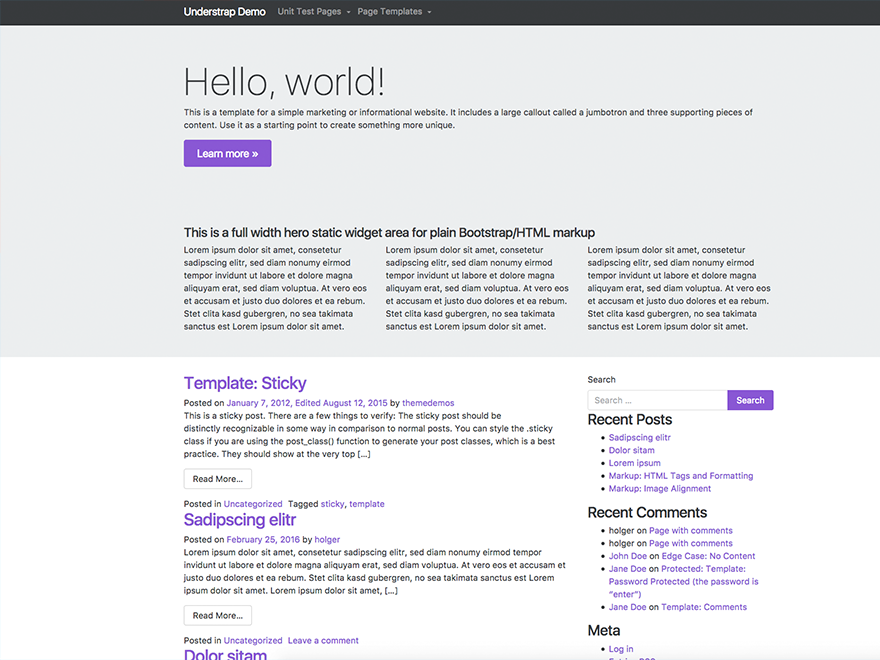 Understrap Demo Unit Test Pages Page Templates
Hello, world!
This is a template for a simple marketing or informational website. It includes a large callout called a jumbotron and three supporting pieces of
content. Use it as a starting point to create something more unique.
Learn more »
This is a full width hero static widget area for plain Bootstrap/HTML markup
Lorem ipsum dolor sit amet, consetetur
sadipscing elitr, sed diam nonumy eirmod
tempor invidunt ut labore et dolore magna
aliquyam erat, sed diam voluptua. At vero eos
et accusam et justo duo dolores et ea rebum.
Stet clita kasd gubergren, no sea takimata
sanctus est Lorem ipsum dolor sit amet.
Lorem ipsum dolor sit amet, consetetur
sadipscing elitr, sed diam nonumy eirmod
tempor invidunt ut labore et dolore magna
aliquyam erat, sed diam voluptua. At vero eos
et accusam et justo duo dolores et ea rebum.
Stet clita kasd gubergren, no sea takimata
sanctus est Lorem ipsum dolor sit amet.
Lorem ipsum dolor sit amet, consetetur
sadipscing elitr, sed diam nonumy eirmod
tempor invidunt ut labore et dolore magna
aliquyam erat, sed diam voluptua. At vero eos
et accusam et justo duo dolores et ea rebum.
Stet clita kasd gubergren, no sea takimata
sanctus est Lorem ipsum dolor sit amet.
Template: Sticky
Posted on January 7, 2012, Edited August 12, 2015 by themedemos
This is a sticky post. There are a few things to verify: The sticky post should be
distinctly recognizable in some way in comparison to normal posts. You can style the .sticky
class if you are using the post_class() function to generate your post classes, which is a best
practice. They should show at the very top [...]
Read More...
Posted in Uncategorized Tagged sticky, template
Sadipscing elitr
Posted on February 25, 2016 by holger
Lorem ipsum dolor sit amet, consetetur sadipscing elitr, sed diam nonumy eirmod tempor
invidunt ut labore et dolore magna aliquyam erat, sed diam voluptua. At vero eos et accusam et
justo duo dolores et ea rebum. Stet clita kasd gubergren, no sea takimata sanctus est Lorem
ipsum dolor sit amet. Lorem ipsum dolor sit amet, [...]
Read More...
Posted in Uncategorized Leave a comment
Dolor sitam
Search
Search ...
Search
Recent Posts
Sadipscing elitr
Dolor sitam
Lorem ipsum
Markup: HTML Tags and Formatting
Markup: Image Alignment
Recent Comments
holger on Page with comments
holger on Page with comments
John Doe on Edge Case: No Content
Jane Doe on Protected: Template:
Password Protected (the password is
“enter”)
Jane Doe on Template: Comments
Meta
Log in